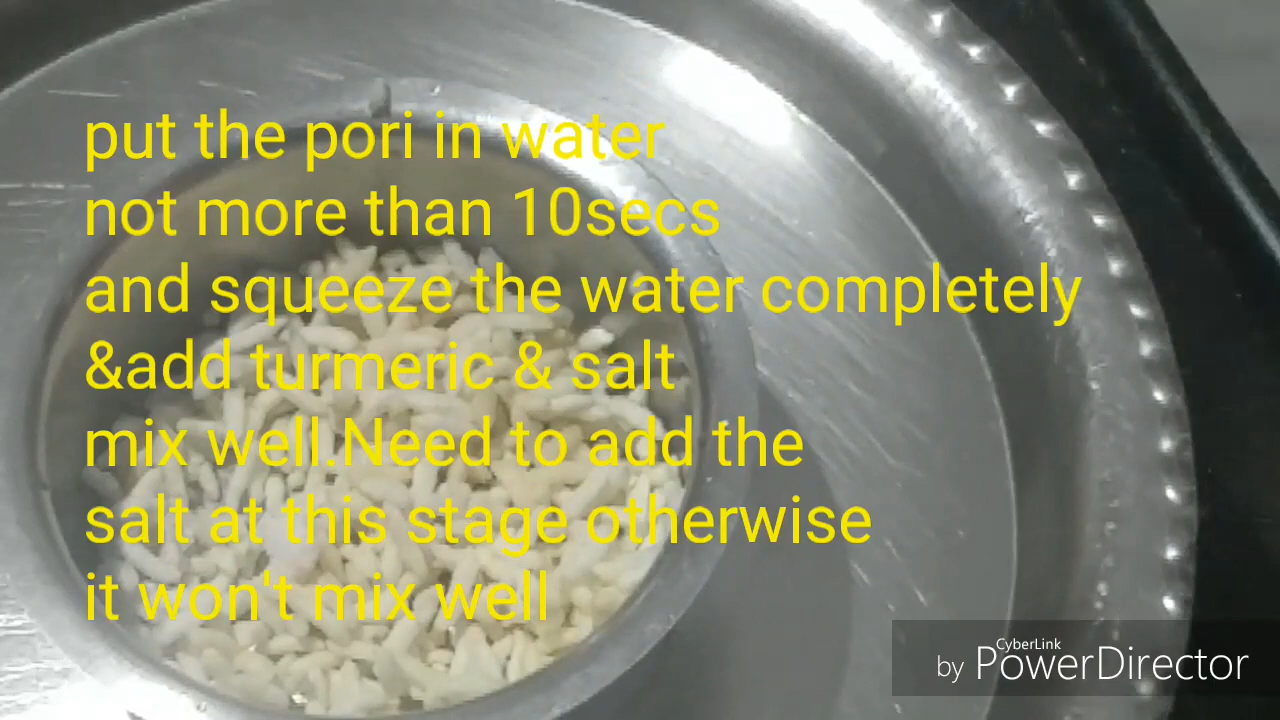 put the pori in water
not more than 10secs
and squeeze the water completely
&add turmeric & salt
mix well.Need to add the
salt at this stage otherwise
it won't mix well
CyberLink
by PowerDirector